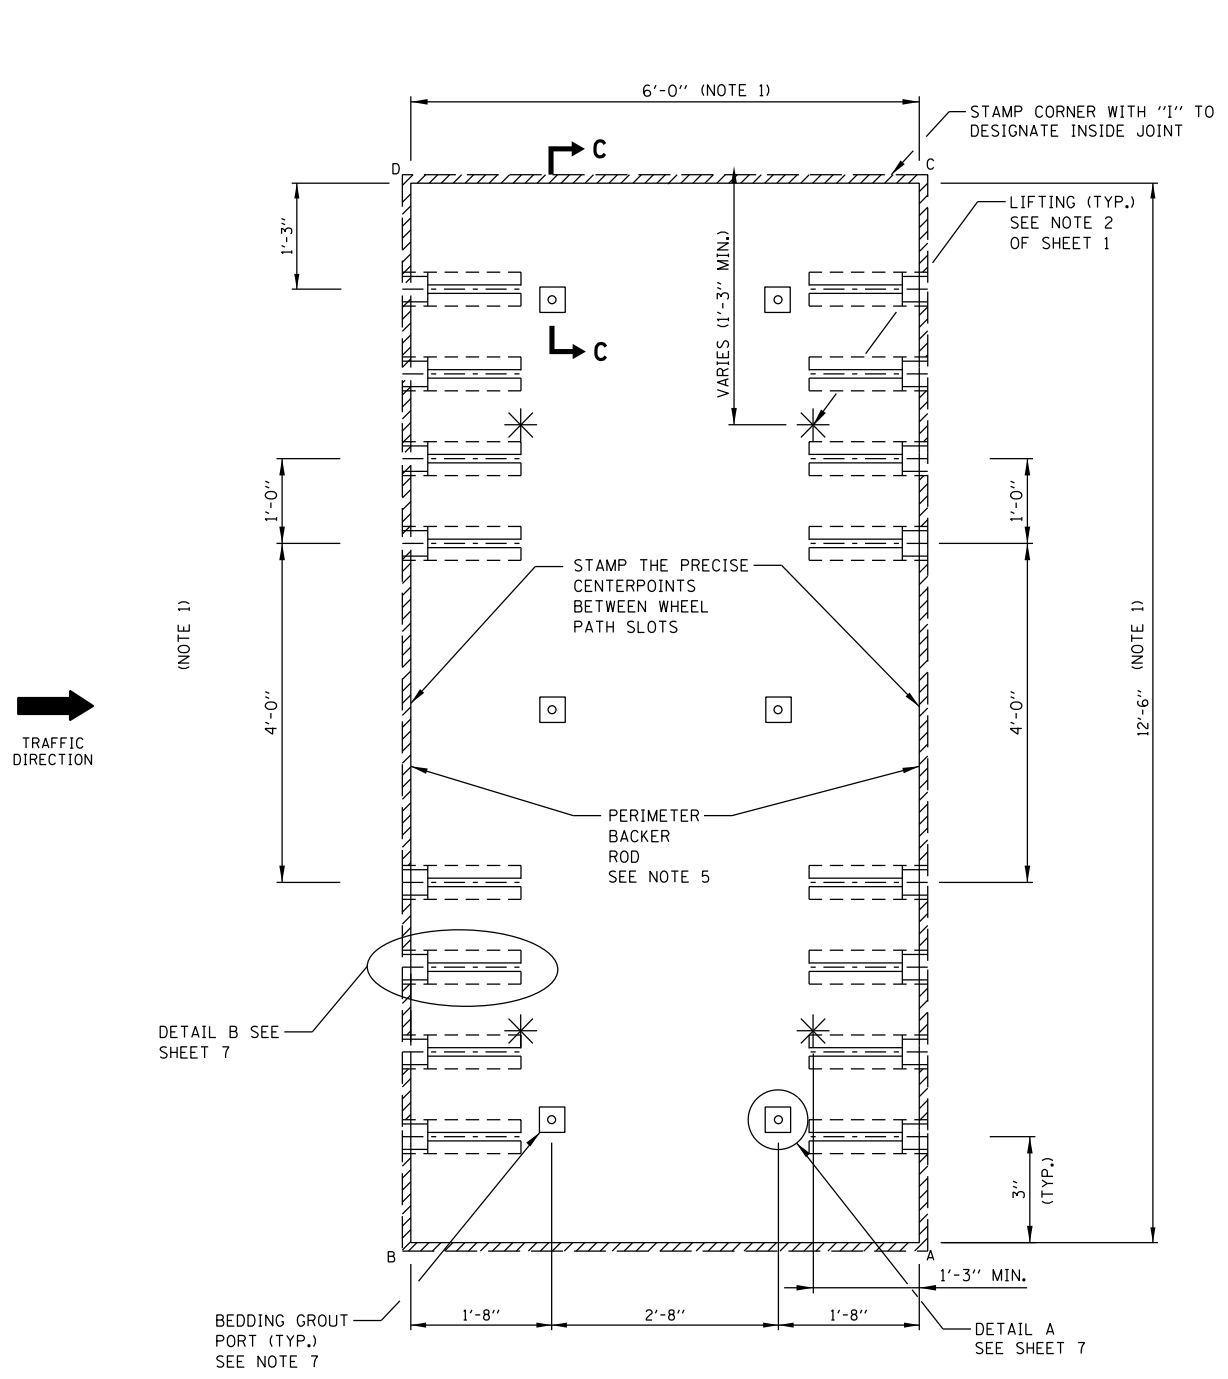 6'-0" (NOTE 1)
STAMP CORNER WITH "I" TO
DESIGNATE INSIDE JOINT
C
D
C
LIFTING (TYP.)
SEE NOTE 2
OF SHEET 1
1'-3"
VARIES (1'-3" MIN.)
C
1'-0"
1'-0"
STAMP THE PRECISE
CENTERPOINTS
BETWEEN WHEEL
PATH SLOTS
(NOTE 1)
12'-6" (NOTE 1)
4'-0"
4'-0"
TRAFFIC
DIRECTION
PERIMETER
BACKER
ROD
SEE NOTE 5
DETAIL B SEE
SHEET 7
3"
(TYP.)
B
A
1'-3" MIN.
1'-8"
2'-8"
1'-8"
BEDDING GROUT
PORT (TYP.)
SEE NOTE 7
DETAIL A
SEE SHEET 7